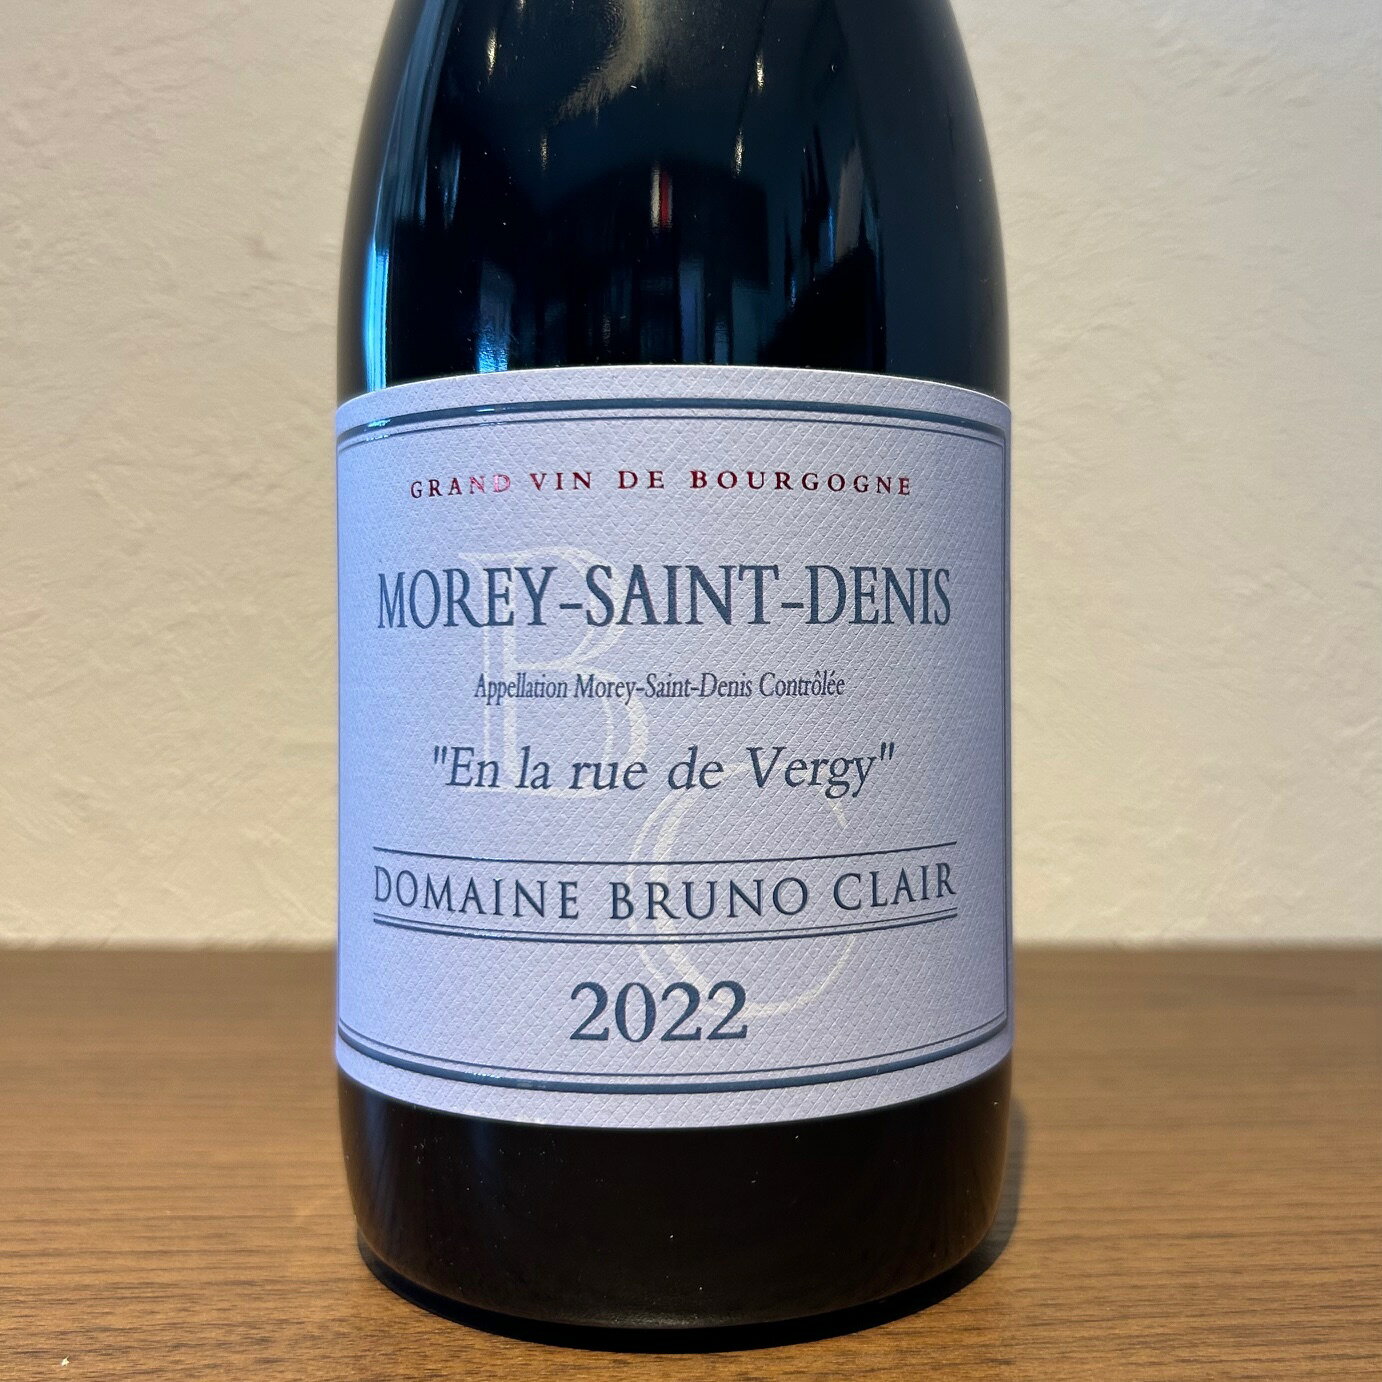 GRAND VIN DE BOURGOGNE
MOREY-SAINT-DENIS
Appellation Morey-Saint-Denis Contrôlée
"En la rue de Vergy"
DOMAINE BRUNO CLAIR
2022
BC